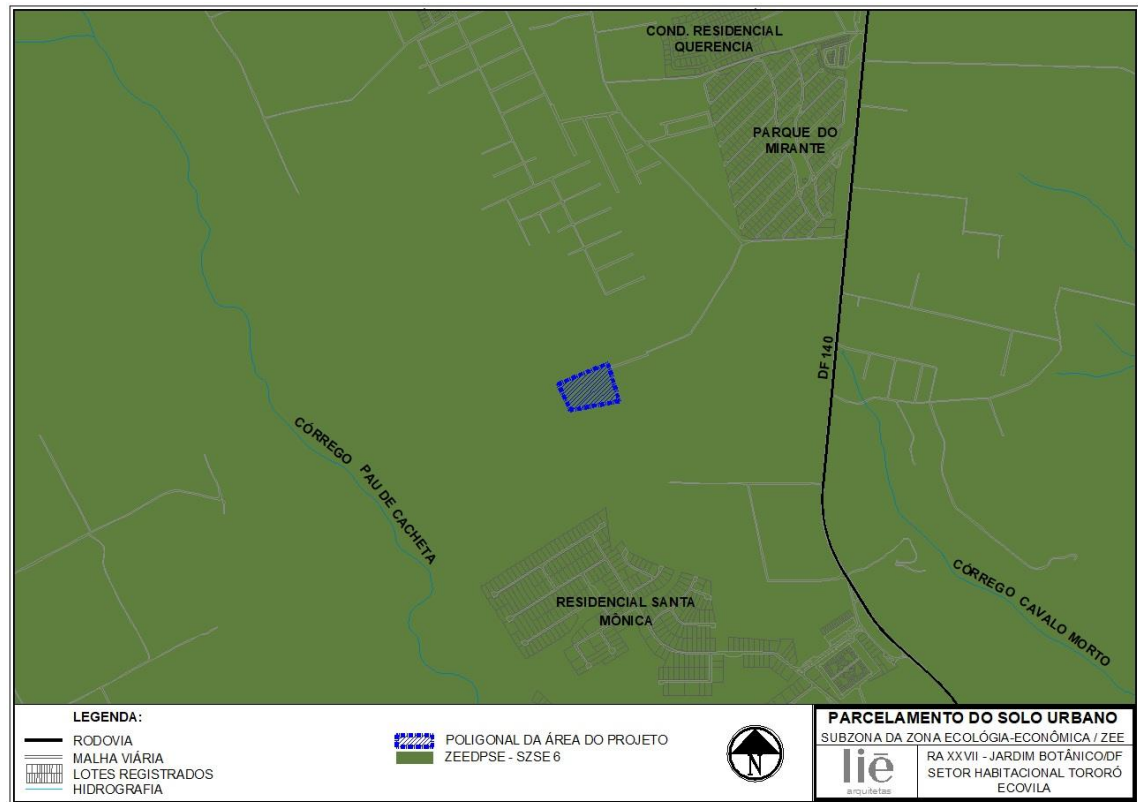 COND. RESIDENCIAL
QUERENCIA
PARQUE DO
MIRANTE
DF 140
CÓRREGO PAU DE CACHETA
RESIDENCIAL SANTA
MÔNICA
CÓRREGO CAVALO MORTO
LEGENDA:
RODOVIA
MALHA VIÁRIA
LOTES REGISTRADOS
HIDROGRAFIA
POLIGONAL DA ÁREA DO PROJETO
ZEEDPSE - SZSE 6
N
PARCELAMENTO DO SOLO URBANO
SUBZONA DA ZONA ECOLÓGIA-ECONÔMICA / ZEE
liē
arquitetas
RA XXVII - JARDIM BOTÂNICO/DF
SETOR HABITACIONAL TORORÓ
ECOVILA